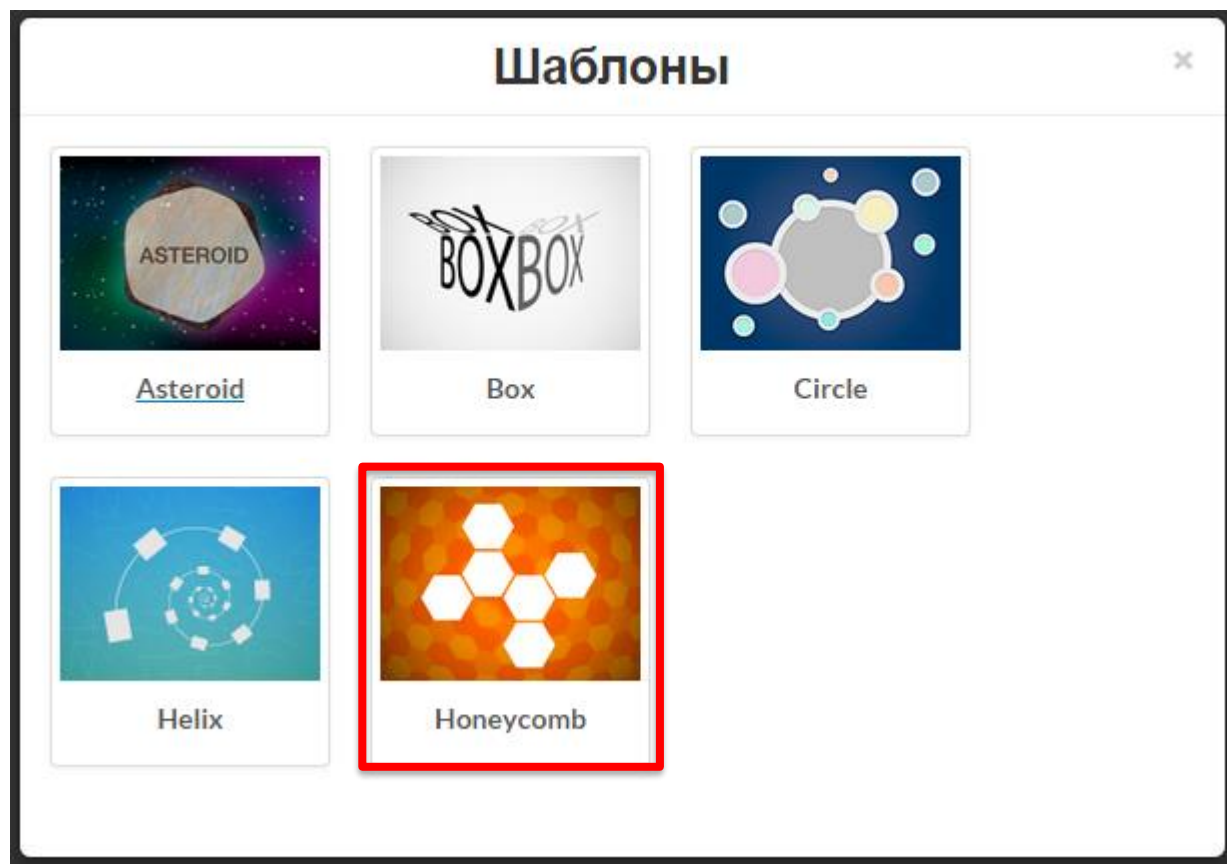 Шаблоны
ASTEROID
BOX BOX
BOX BOX
Asteroid
Box
Circle
Helix
Honeycomb